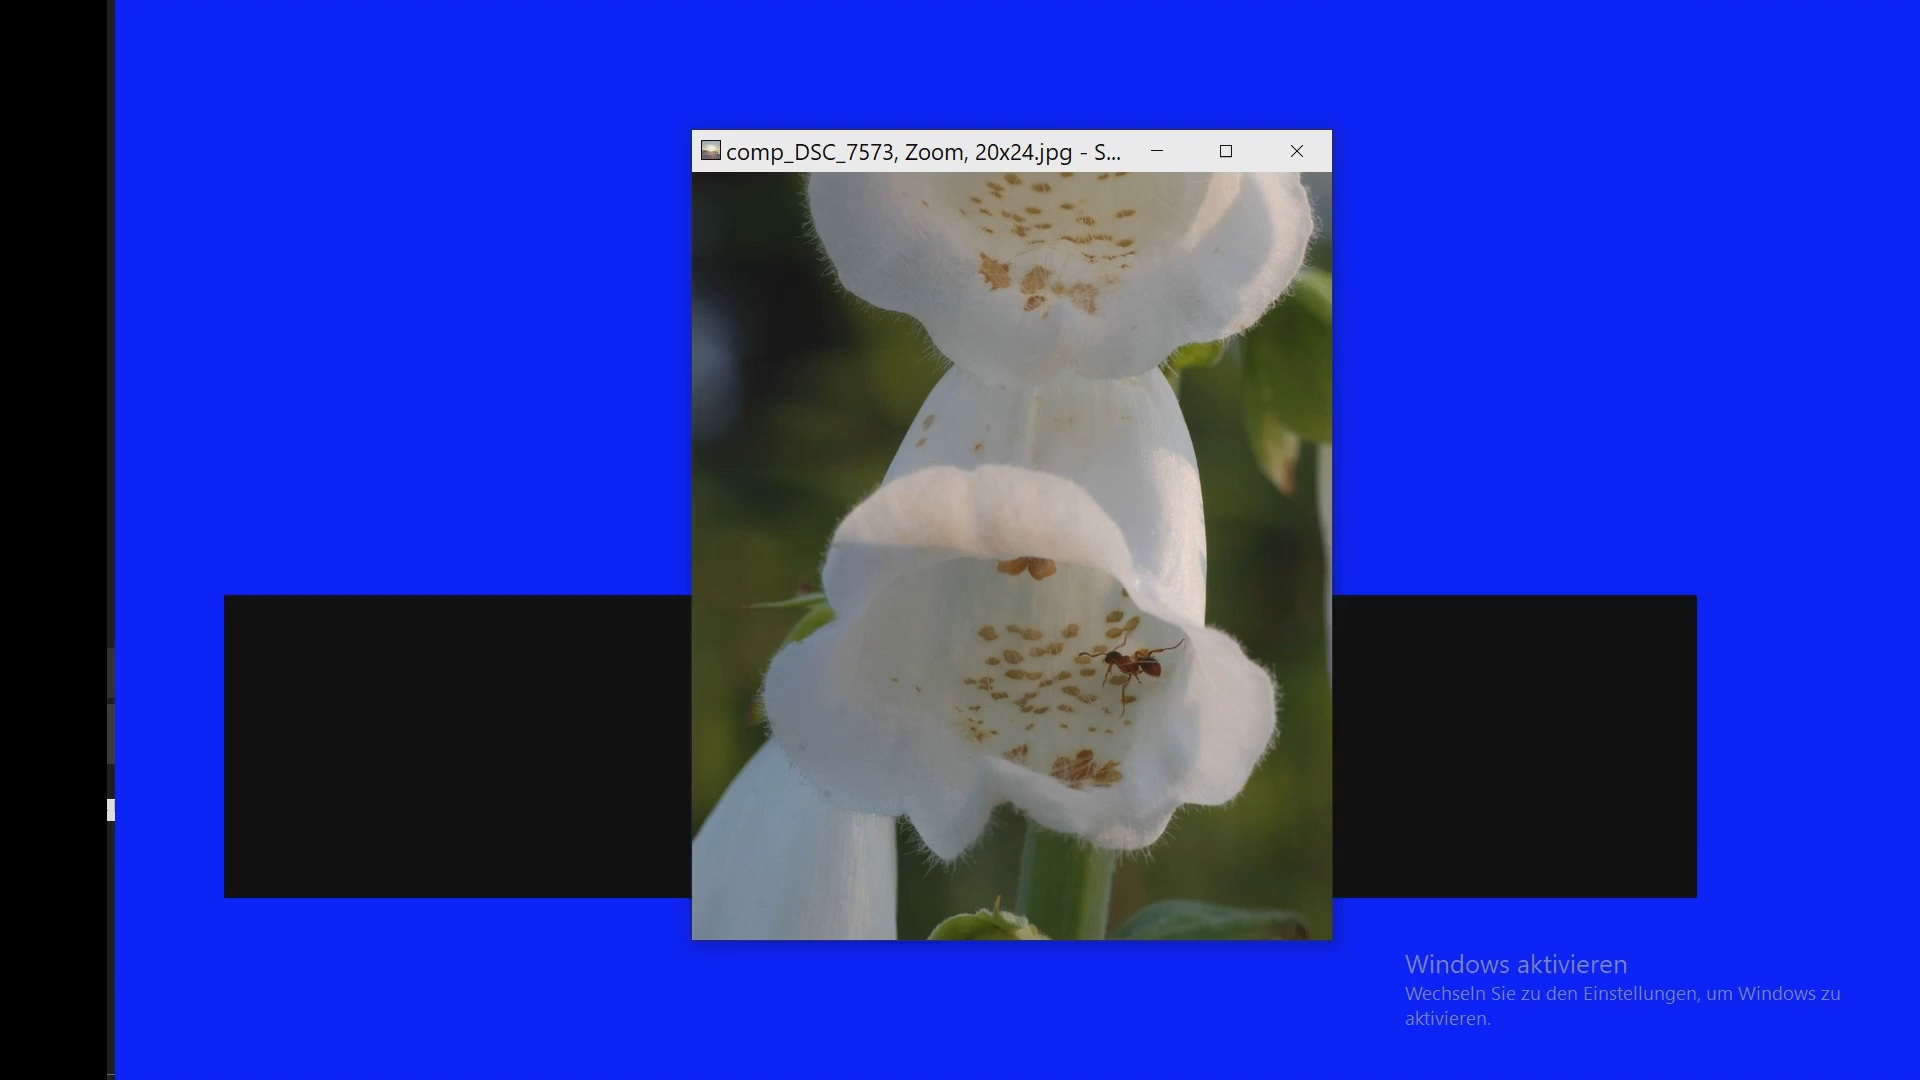 comp_DSC_7573, Zoom, 20x24.jpg - S...
Windows aktivieren
Wechseln Sie zu den Einstellungen, um Windows zu
aktivieren.